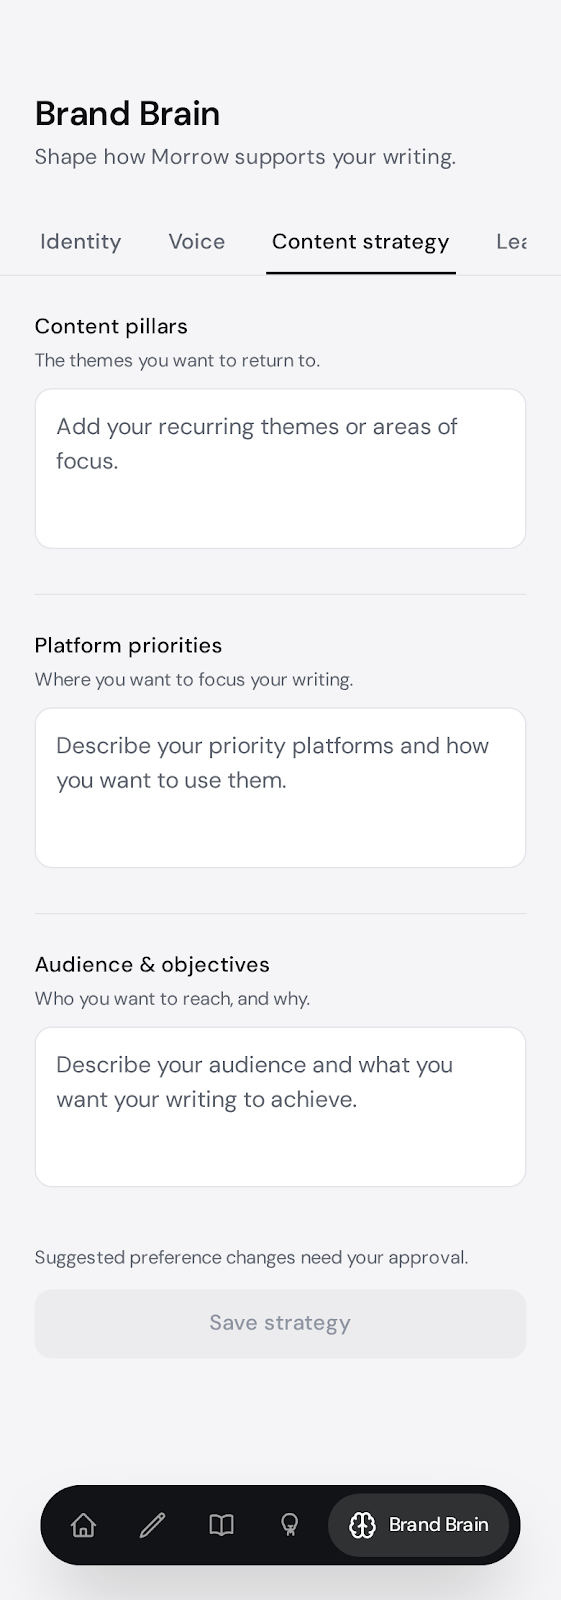 Brand Brain
Shape how Morrow supports your writing.
Identity Voice Content strategy Lea
Content pillars
The themes you want to return to.
Add your recurring themes or areas of
focus.
Platform priorities
Where you want to focus your writing.
Describe your priority platforms and how
you want to use them.
Audience & objectives
Who you want to reach, and why.
Describe your audience and what you
want your writing to achieve.
Suggested preference changes need your approval.
Save strategy
Brand Brain